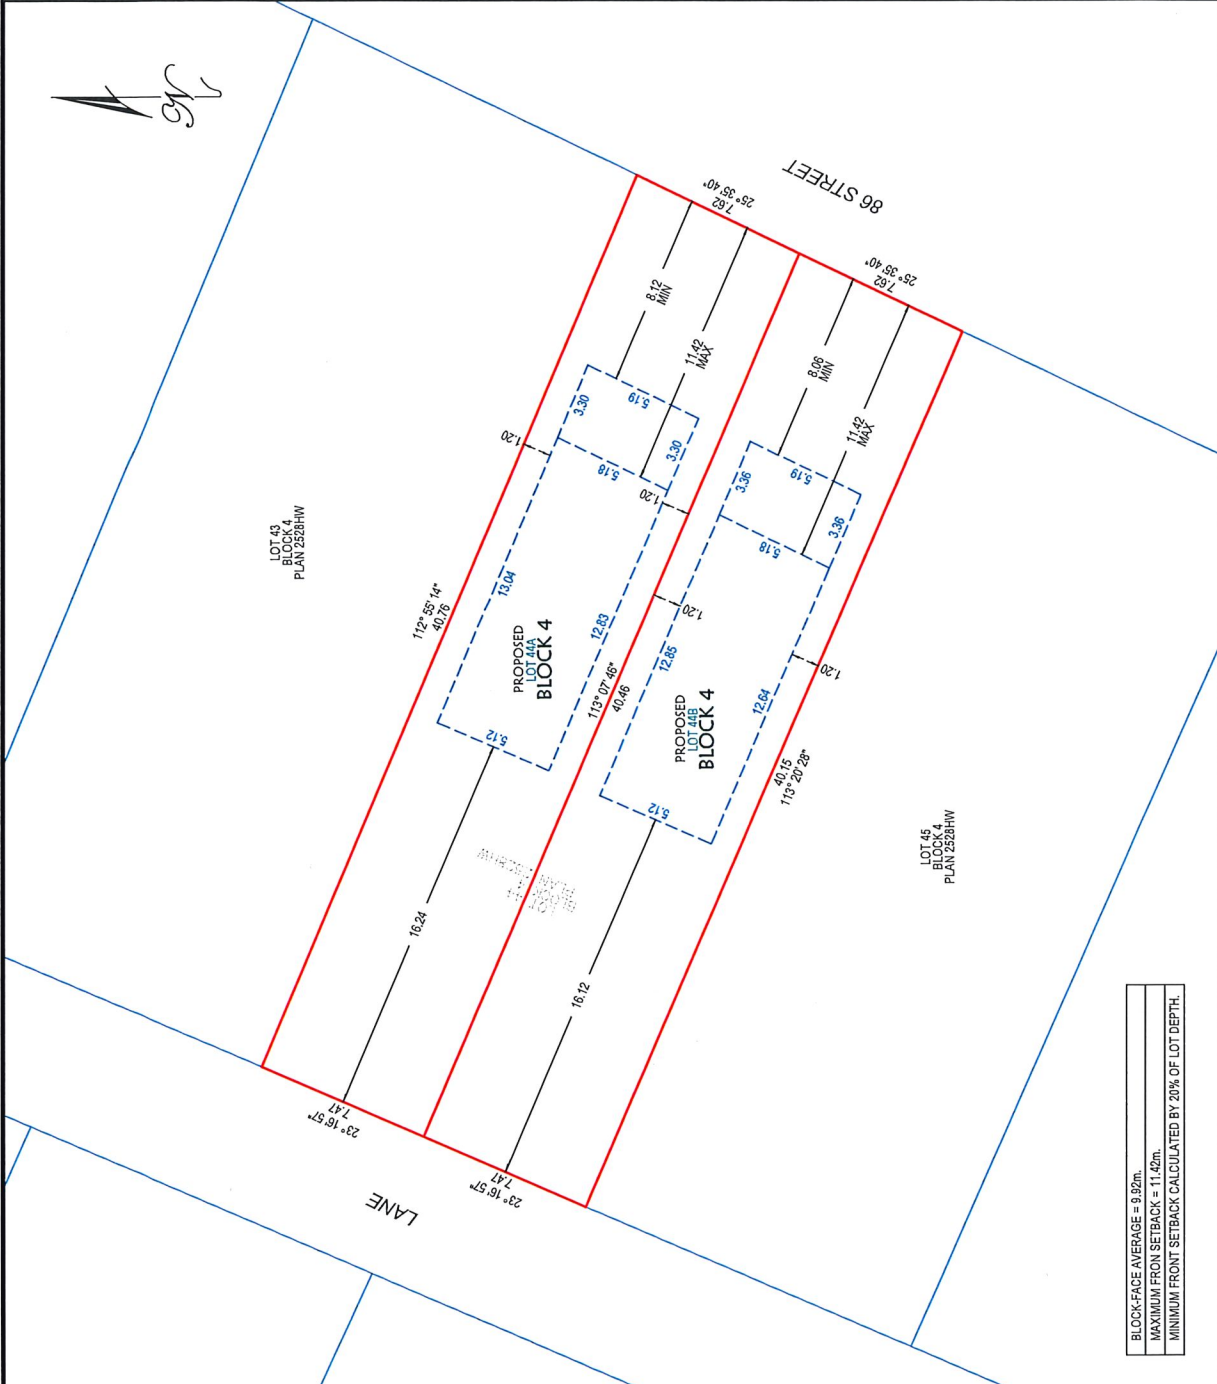 N
86 STREET
LOT 43
BLOCK 4
PLAN 2528HW
112° 55' 14"
40.76
25° 35' 40"
7.62
8.12
MIN
11.42
MAX
3.30
5.19
3.30
5.18
1.20
1.20
13.04
12.83
5.12
PROPOSED
LOT 44A
BLOCK 4
16.24
23° 16' 57"
7.47
113° 07' 46"
40.46
25° 35' 40"
7.62
8.06
MIN
11.42
MAX
3.36
5.19
3.36
5.18
1.20
1.20
12.85
12.64
5.12
PROPOSED
LOT 44B
BLOCK 4
16.12
23° 16' 57"
7.47
40.15
113° 20' 28"
LOT 45
BLOCK 4
PLAN 2528HW
LANE
BLOCK-FACE AVERAGE = 9.92m.
MAXIMUM FRON SETBACK = 11.42m.
MINIMUM FRONT SETBACK CALCULATED BY 20% OF LOT DEPTH.